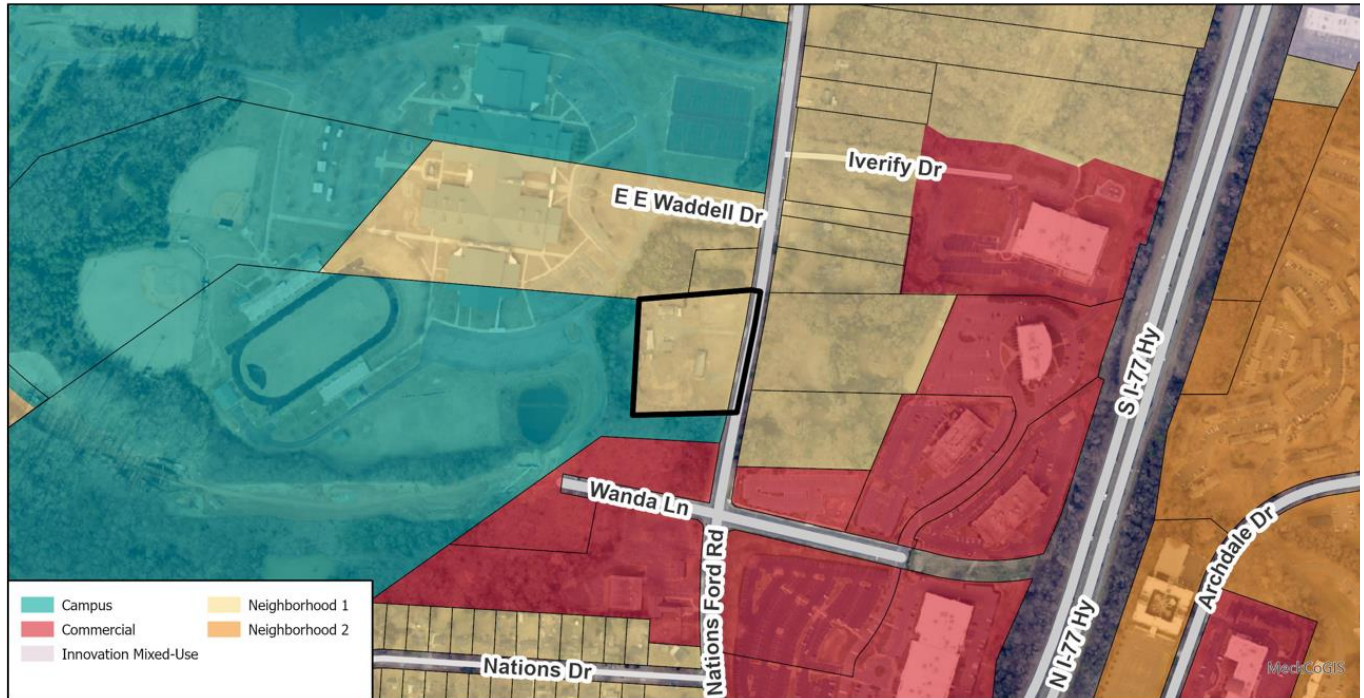 Iverify Dr
E E Waddell Dr
S I-77 Hy
Wanda Ln
Nations Ford Rd
Archdale Dr
N I-77 Hy
Nations Dr
Campus
Neighborhood 1
Commercial
Neighborhood 2
Innovation Mixed-Use
MeckCoGIS